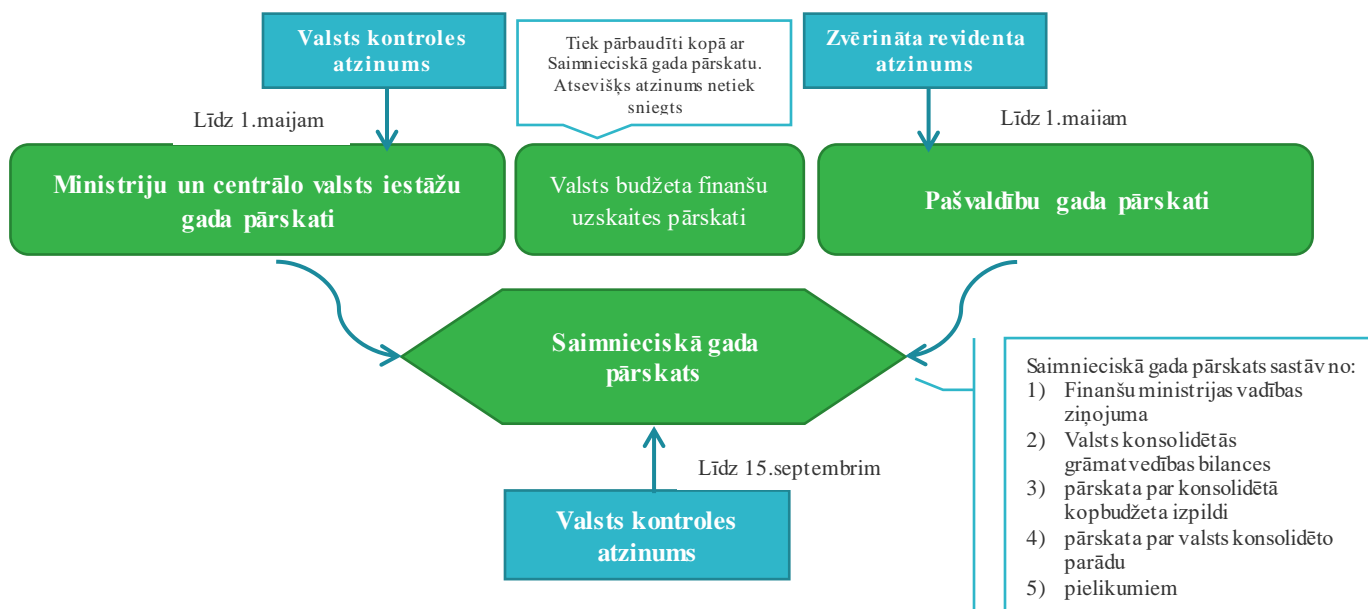 Valsts kontroles
atzinums
Tiek pārbaudīti kopā ar
Saimnieciskā gada pārskatu.
Atsevišķs atzinums netiek
sniegts
Zvērināta revidenta
atzinums
Līdz 1.maijam
Līdz 1.maiiam
Ministriju un centrālo valsts iestāžu
gada pārskati
Valsts budžeta finanšu
uzskaites pārskati
Pašvaldību gada pārskati
Saimnieciskā gada
pārskats
Līdz 15.septembrim
Valsts kontroles
atzinums
Saimnieciskā gada pārskats sastāv no:
1) Finanšu ministrijas vadības
ziņojuma
2) Valsts konsolidētās
grāmatvedības bilances
3) pārskata par konsolidētā
kopbudžeta izpildi
4) pārskata par valsts konsolidēto
parādu
5) pielikumiem